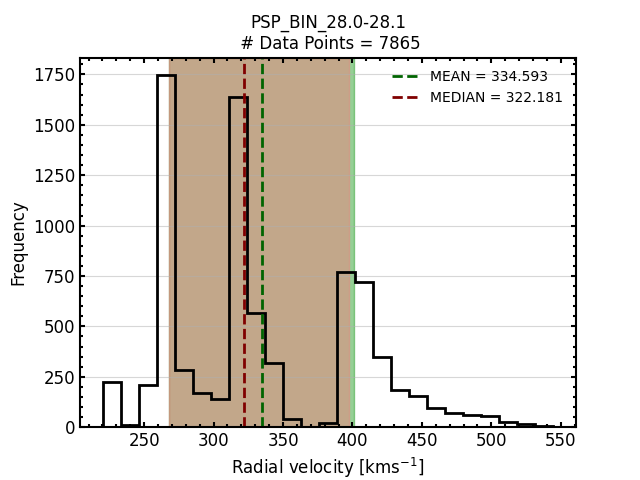 PSP_BIN_28.0-28.1
# Data Points = 7865
MEAN = 334.593
MEDIAN = 322.181
Frequency
1750
1500
1250
1000
750
500
250
0
250 300 350 400 450 500 550
Radial velocity [kms⁻¹]